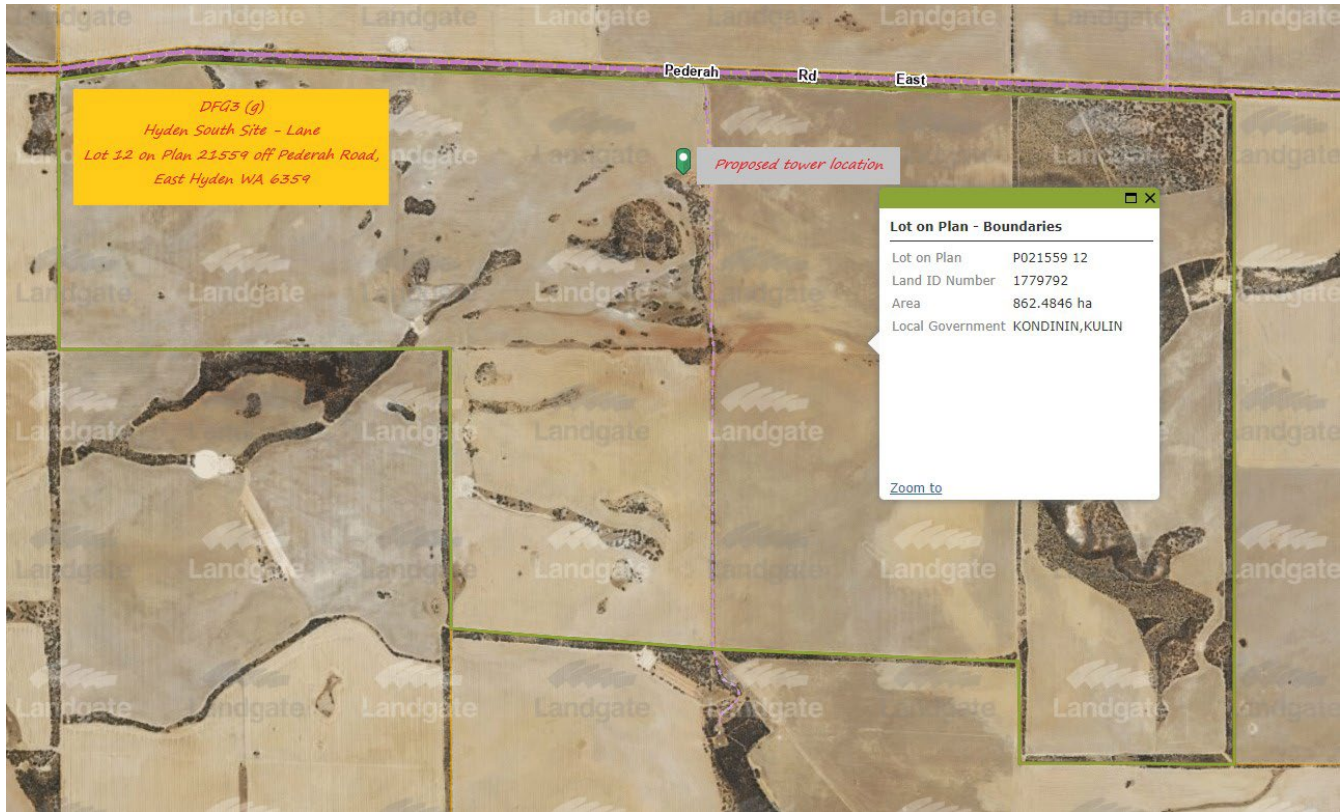 Pederah Rd East
DFG3 (g)
Hyden South Site - Lane
Lot 12 on Plan 21559 off Pederah Road,
East Hyden WA 6359
Proposed tower location
Lot on Plan - Boundaries
Lot on Plan P021559 12
Land ID Number 1779792
Area 862.4846 ha
Local Government KONDININ,KULIN
Zoom to
Landgate